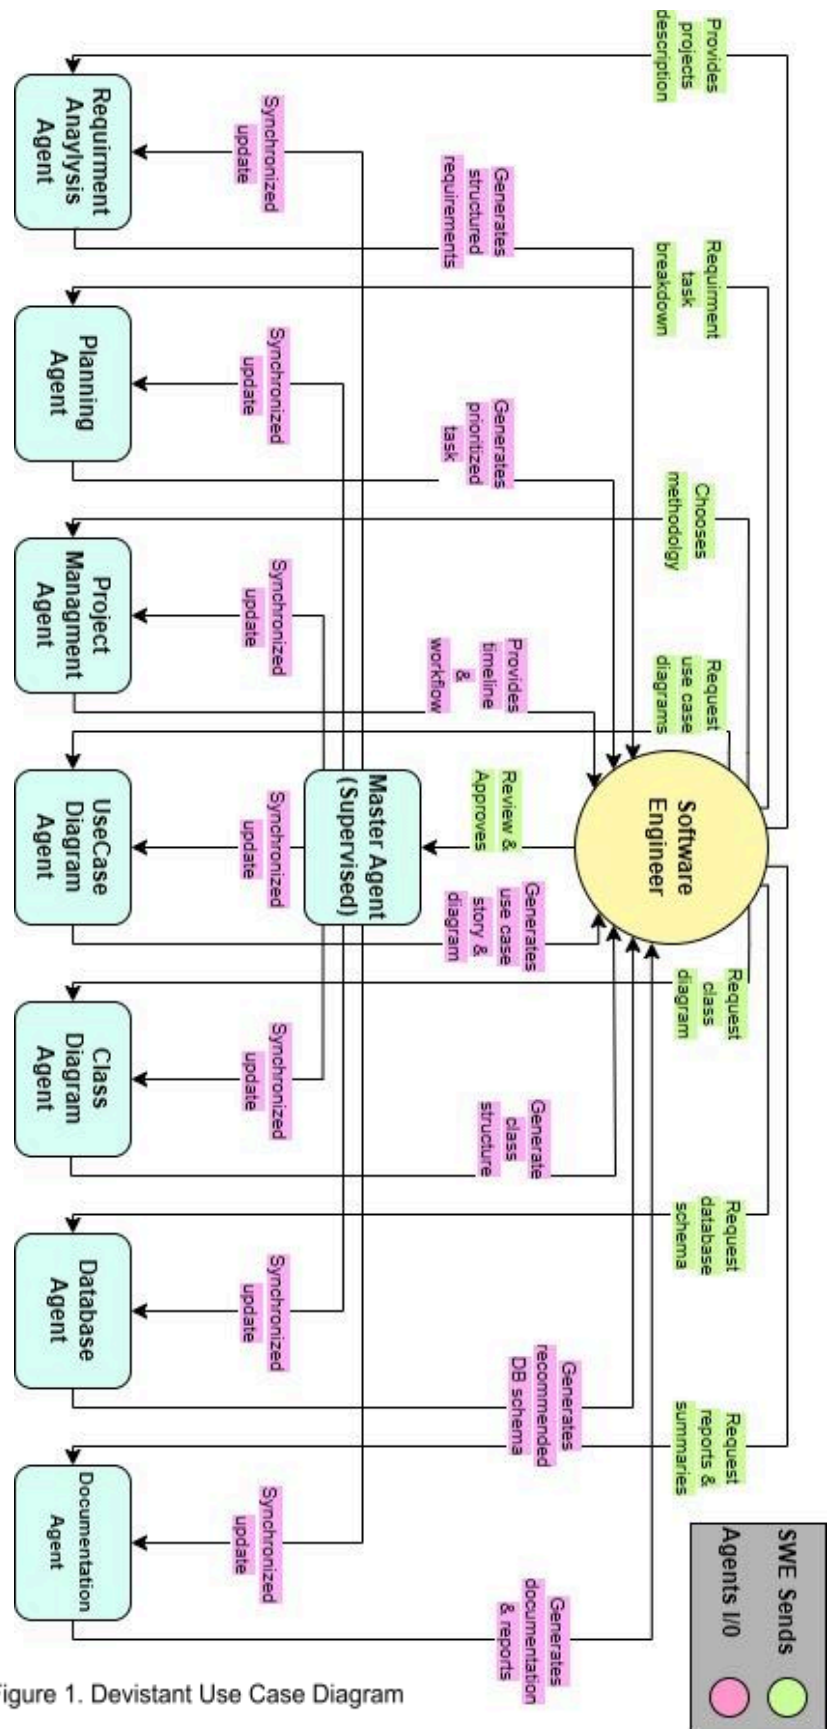 Provides
projects
description
Requirment
task
breakdown
Chooses
methodolgy
Request
use case
diagrams
Request
class
diagram
Request
database
schema
Request
reports &
summaries
SWE Sends
Agents I/0
Software
Engineer
Generates
structured
requirements
Generates
prioritized
task
Provides
timeline
&
workflow
Review &
Approves
Generates
use case
story &
diagram
Generate
class
structure
Generates
recommended
DB schema
Generates
documentation
& reports
Master Agent
(Supervised)
Synchronized
update
Synchronized
update
Synchronized
update
Synchronized
update
Synchronized
update
Synchronized
update
Synchronized
update
Requirment
Anaylysis
Agent
Planning
Agent
Project
Managment
Agent
UseCase
Diagram
Agent
Class
Diagram
Agent
Database
Agent
Documentation
Agent
Figure 1. Devistant Use Case Diagram